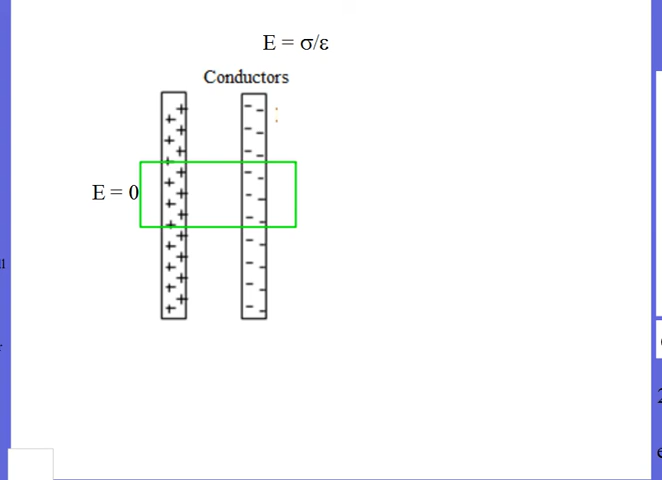 E = σ/ε
Conductors
E = 0